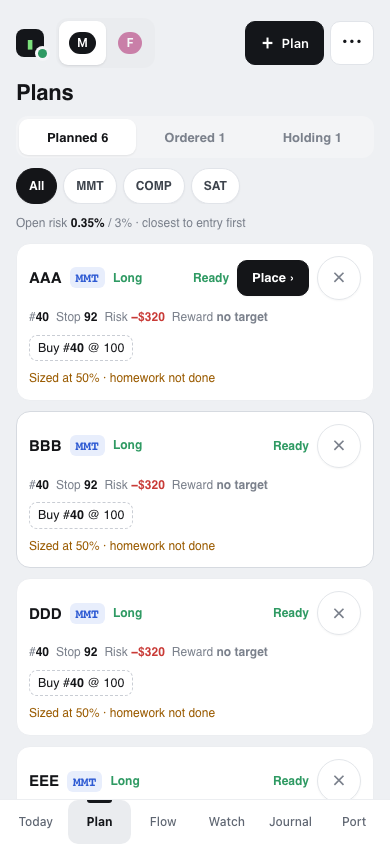 M F + Plan ···
Plans
Planned 6 Ordered 1 Holding 1
All MMT COMP SAT
Open risk 0.35% / 3% · closest to entry first
AAA MMT Long Ready Place › ×
#40 Stop 92 Risk –$320 Reward no target
Buy #40 @ 100
Sized at 50% · homework not done
BBB MMT Long Ready ×
#40 Stop 92 Risk –$320 Reward no target
Buy #40 @ 100
Sized at 50% · homework not done
DDD MMT Long Ready ×
#40 Stop 92 Risk –$320 Reward no target
Buy #40 @ 100
Sized at 50% · homework not done
EEE MMT Long Ready ×
Today Plan Flow Watch Journal Port